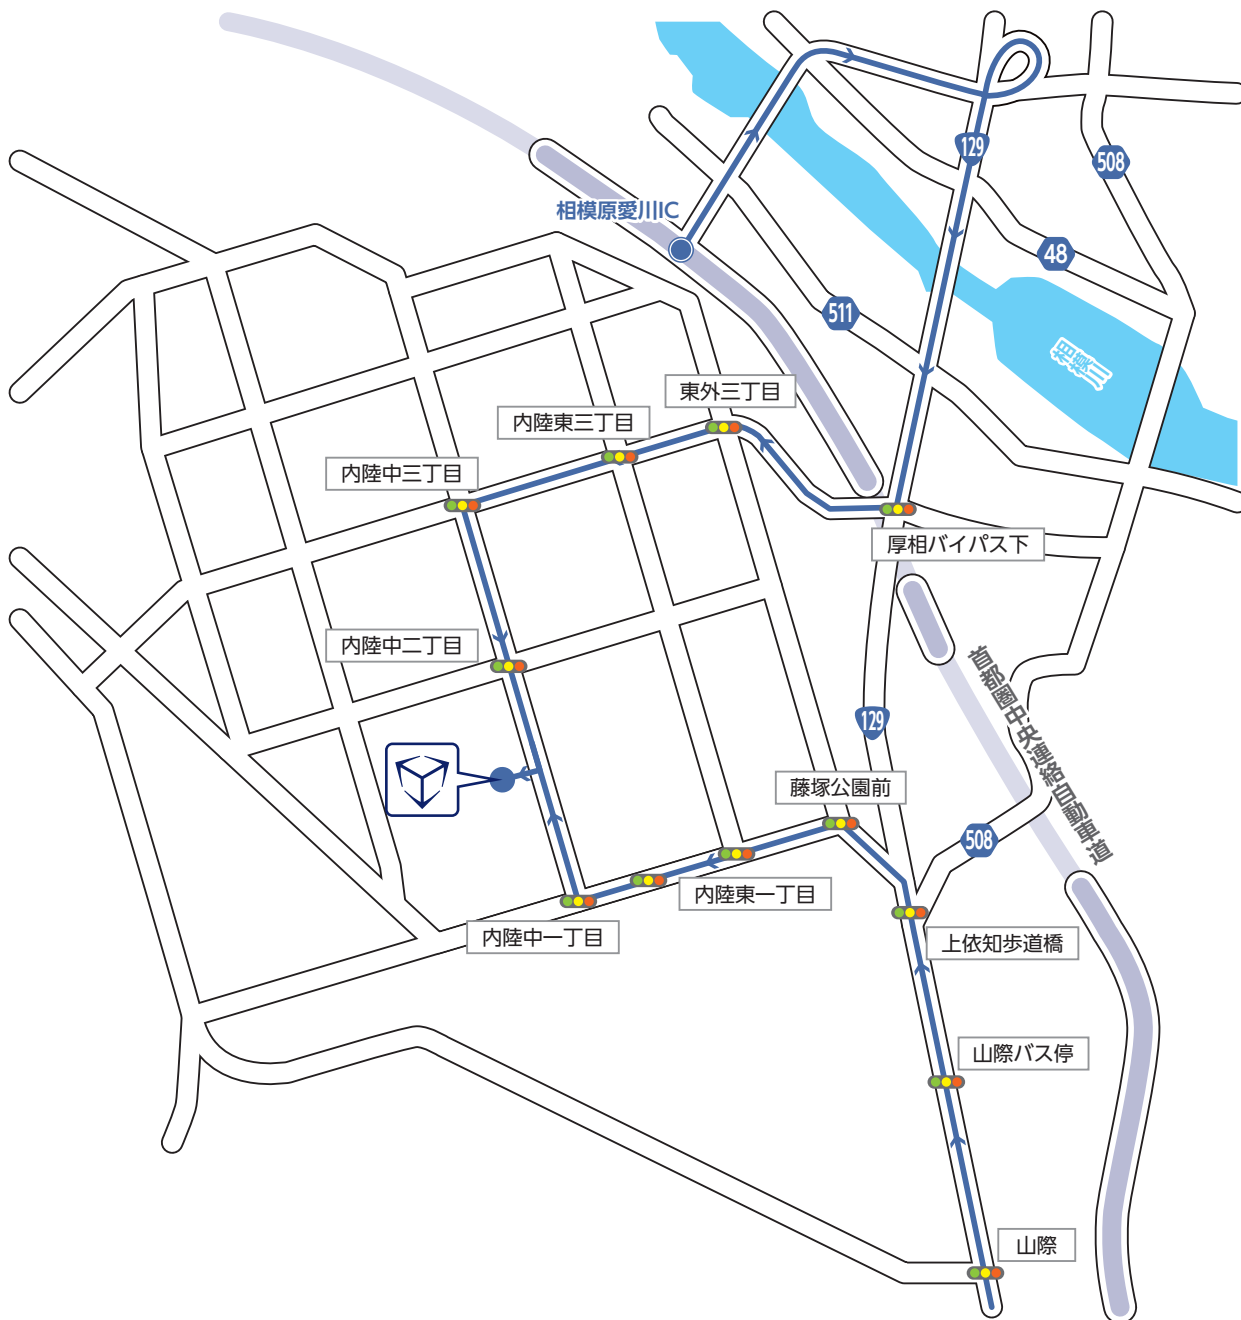 129
508
相模原愛川IC
48
511
相模川
東外三丁目
内陸東三丁目
内陸中三丁目
厚相バイパス下
内陸中二丁目
首都圏中央連絡自動車道
129
藤塚公園前
508
内陸東一丁目
内陸中一丁目
上依知歩道橋
山際バス停
山際